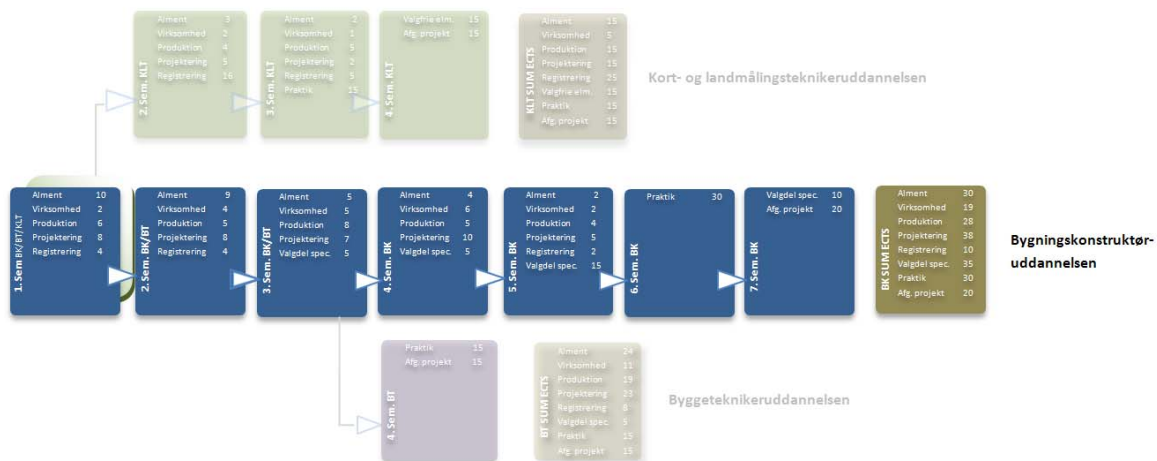 2. Sem. KLT
Alment 3
Virksomhed 2
Produktion 4
Projektering 5
Registrering 16
3. Sem. KLT
Alment 2
Virksomhed 1
Produktion 5
Projektering 2
Registrering 5
Praktik 15
4. Sem. KLT
Valgfrie elm. 15
Afg. projekt 15
KLT SUM ECTS
Alment 15
Virksomhed 5
Produktion 15
Projektering 15
Registrering 25
Valgfrie elm. 15
Praktik 15
Afg. projekt 15
Kort- og landmålingsteknikeruddannelsen
1. Sem BK/BT/KLT
Alment 10
Virksomhed 2
Produktion 6
Projektering 8
Registrering 4
2. Sem. BK/BT
Alment 9
Virksomhed 4
Produktion 5
Projektering 8
Registrering 4
3. Sem. BK/BT
Alment 5
Virksomhed 5
Produktion 8
Projektering 7
Valgdel spec. 5
4. Sem. BK
Alment 4
Virksomhed 6
Produktion 5
Projektering 10
Valgdel spec. 5
5. Sem. BK
Alment 2
Virksomhed 2
Produktion 4
Projektering 5
Registrering 2
Valgdel spec. 15
6. Sem. BK
Praktik 30
7. Sem. BK
Valgdel spec. 10
Afg. projekt 20
BK SUM ECTS
Alment 30
Virksomhed 19
Produktion 28
Projektering 38
Registrering 10
Valgdel spec. 35
Praktik 30
Afg. projekt 20
Bygningskonstruktør-
uddannelsen
4. Sem. BT
Praktik 15
Afg. projekt 15
BT SUM ECTS
Alment 24
Virksomhed 11
Produktion 19
Projektering 23
Registrering 8
Valgdel spec. 5
Praktik 15
Afg. projekt 15
Byggeteknikeruddannelsen